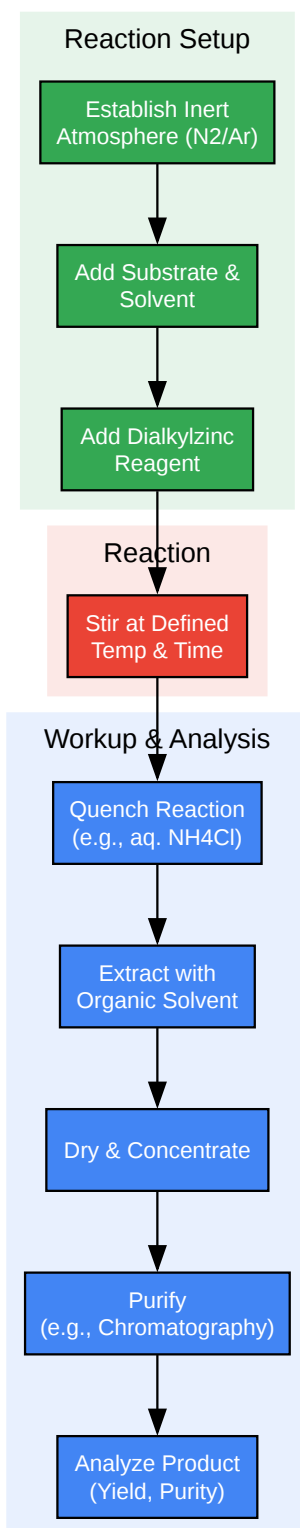 Reaction Setup
Establish Inert
Atmosphere (N2/Ar)
Add Substrate &
Solvent
Add Dialkylzinc
Reagent
Reaction
Stir at Defined
Temp & Time
Workup & Analysis
Quench Reaction
(e.g., aq. NH4Cl)
Extract with
Organic Solvent
Dry & Concentrate
Purify
(e.g., Chromatography)
Analyze Product
(Yield, Purity)